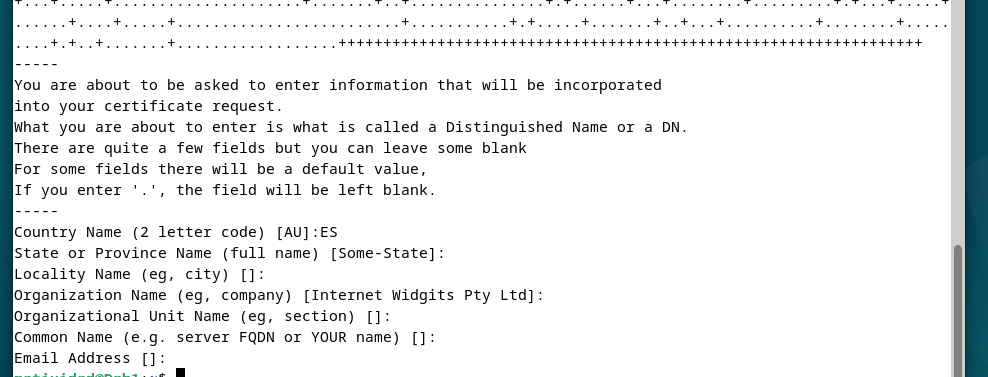 ......+....+.....+.........................+...........+.+.....+.......+..+...+..........+........+.....
....+.+..+.......+..................+++++++++++++++++++++++++++++++++++++++++++++++++++++++++++++++++
-----
You are about to be asked to enter information that will be incorporated
into your certificate request.
What you are about to enter is what is called a Distinguished Name or a DN.
There are quite a few fields but you can leave some blank
For some fields there will be a default value,
If you enter '.', the field will be left blank.
-----
Country Name (2 letter code) [AU]:ES
State or Province Name (full name) [Some-State]:
Locality Name (eg, city) []:
Organization Name (eg, company) [Internet Widgits Pty Ltd]:
Organizational Unit Name (eg, section) []:
Common Name (e.g. server FQDN or YOUR name) []:
Email Address []: